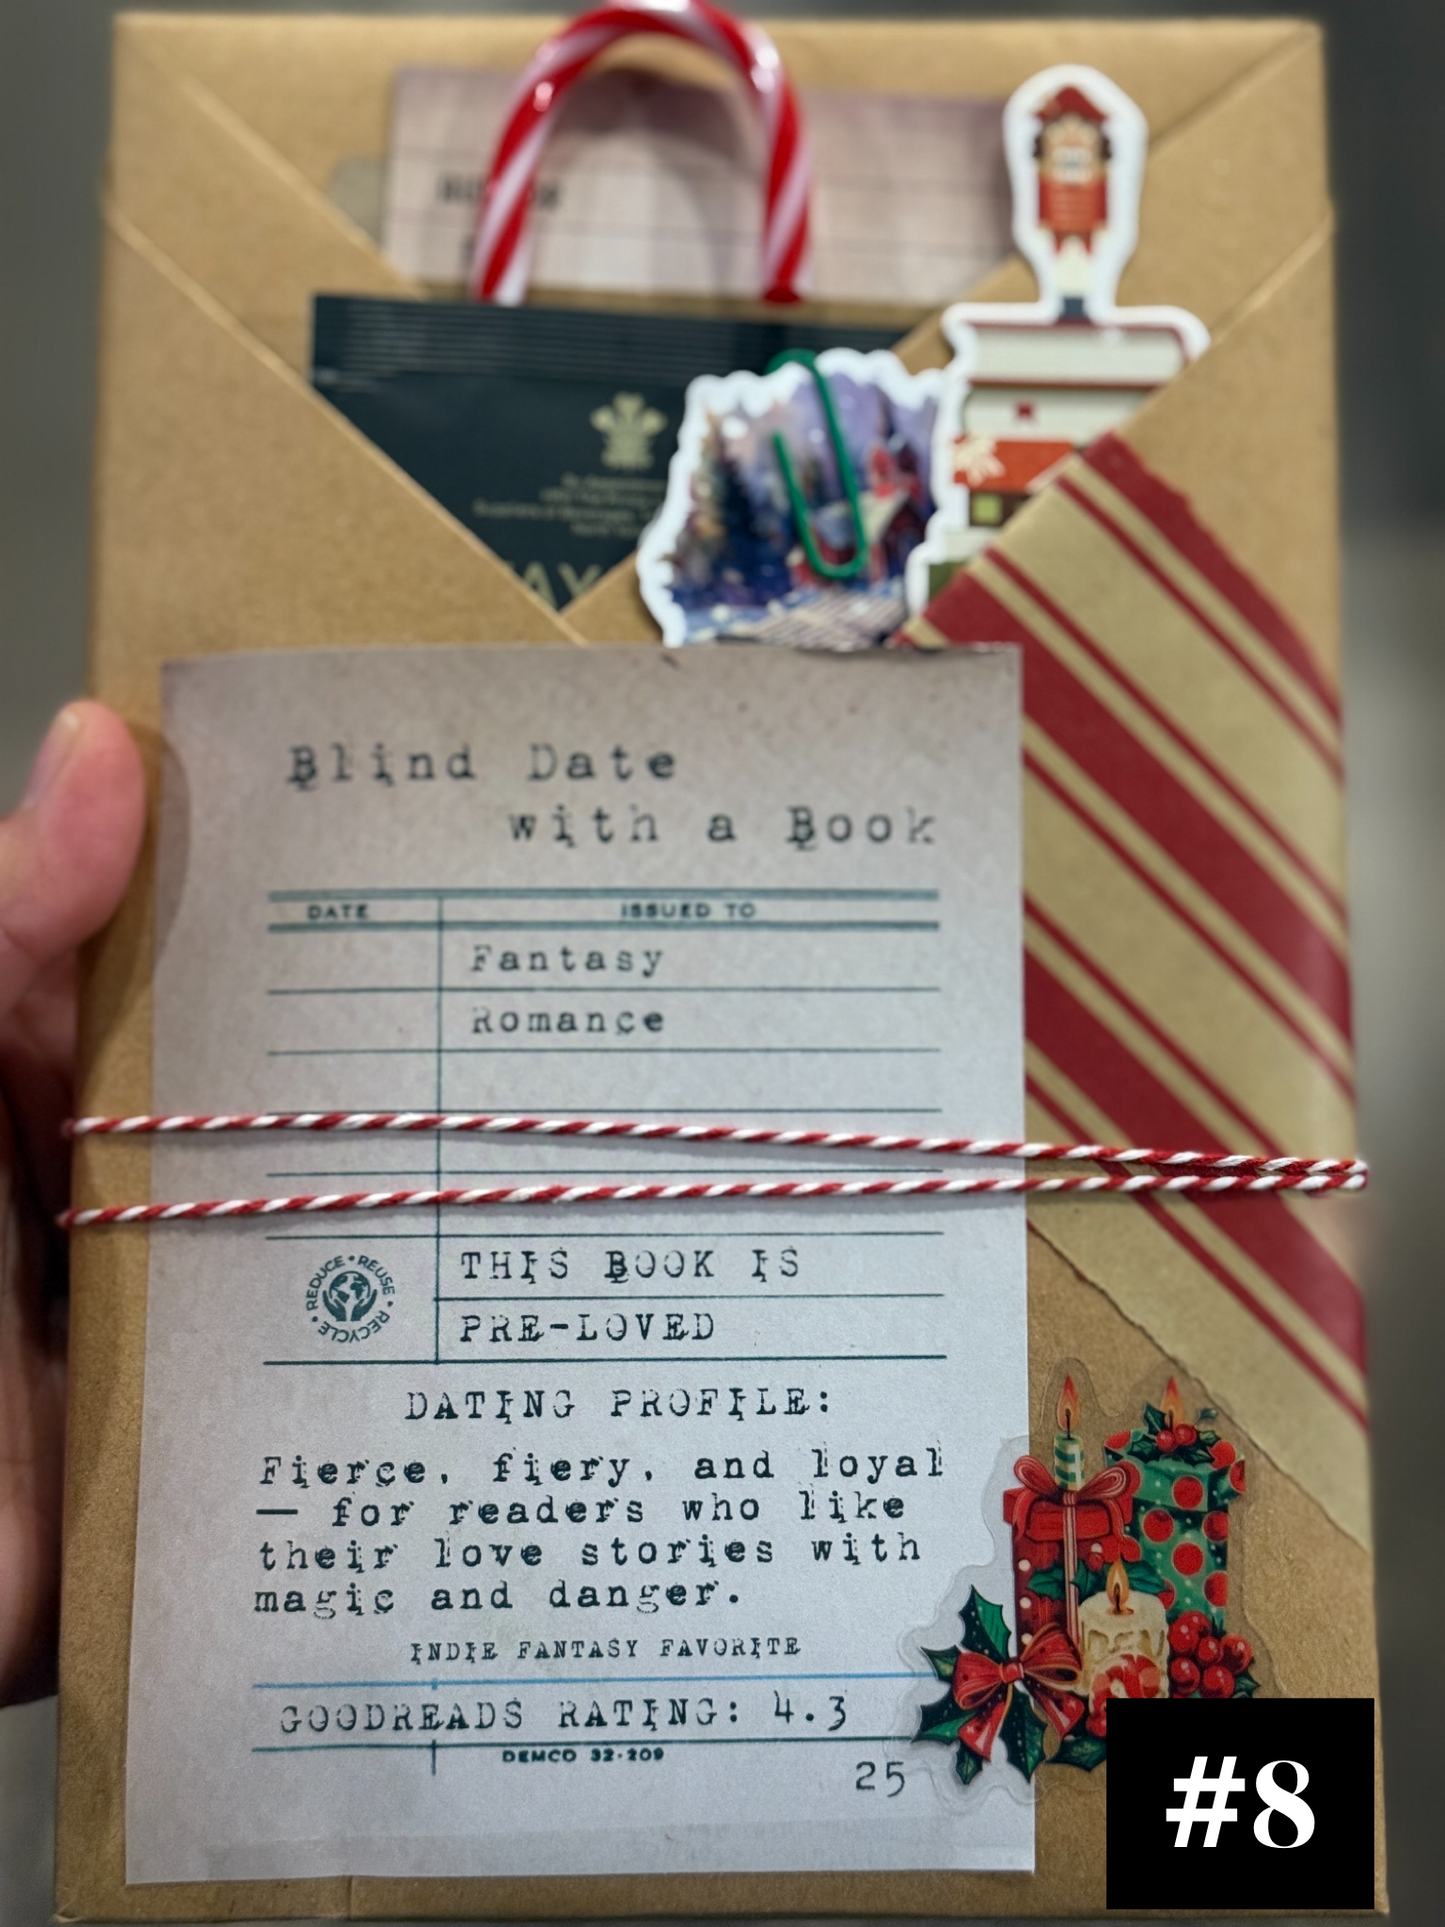 Blind Date
with a Book
DATE ISSUED TO
Fantasy
Romance
REDUCE • REUSE • RECYCLE •
THIS BOOK IS
PRE-LOVED
DATING PROFILE:
Fierce, fiery, and loyal
— for readers who like
their love stories with
magic and danger.
INDIE FANTASY FAVORITE
GOODREADS RATING: 4.3
DEMCO 32-209
25
#8